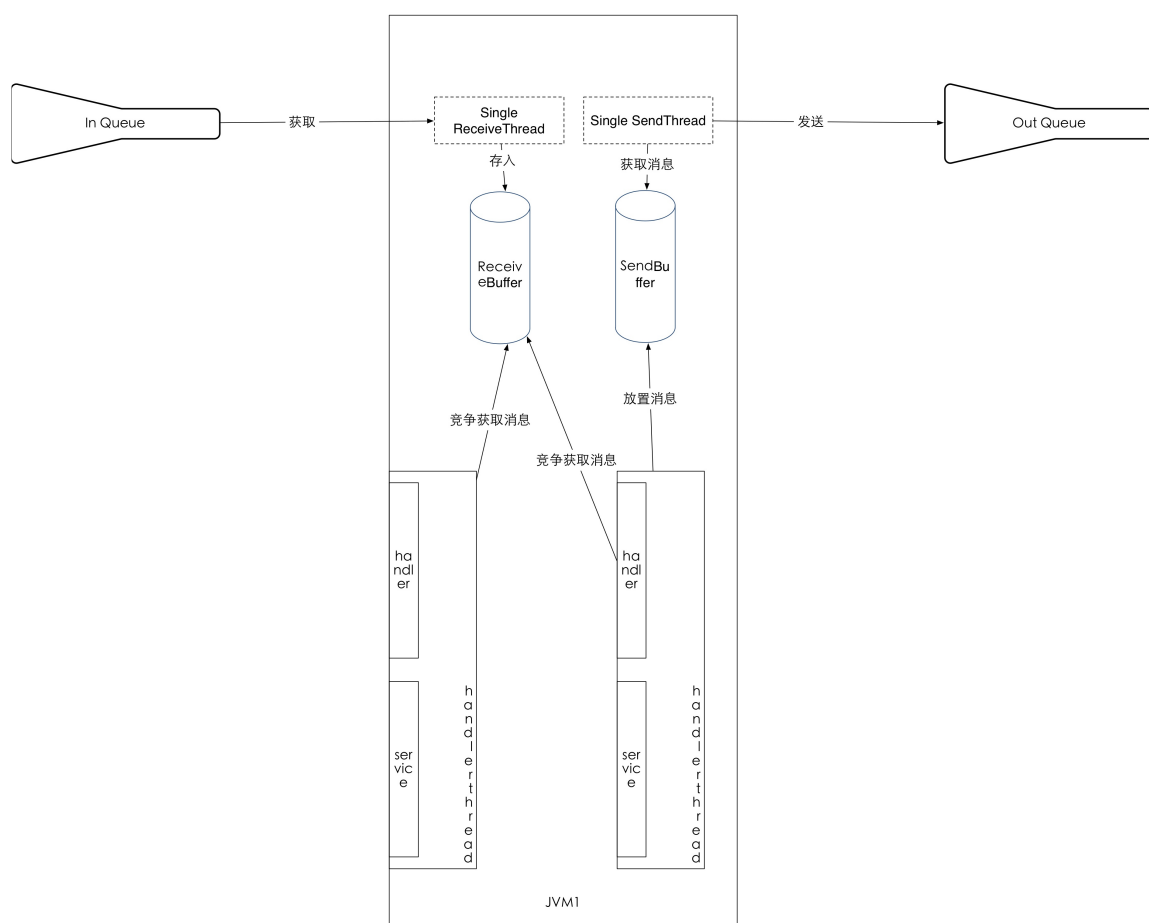 In Queue
获取
Single
ReceiveThread
Single SendThread
发送
Out Queue
存入
获取消息
Receiv
eBuffer
SendBu
ffer
竞争获取消息
竞争获取消息
放置消息
ha
ndl
er
ser
vic
e
h
a
n
d
l
e
r
t
h
r
e
a
d
ha
ndl
er
ser
vic
e
h
a
n
d
l
e
r
t
h
r
e
a
d
JVM1